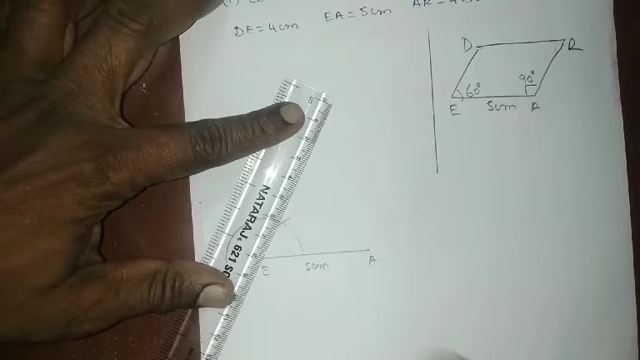 DE = 4cm EA = 5cm
D R
90°
60°
E 5cm A
NATARAJ. 621
E 5cm A